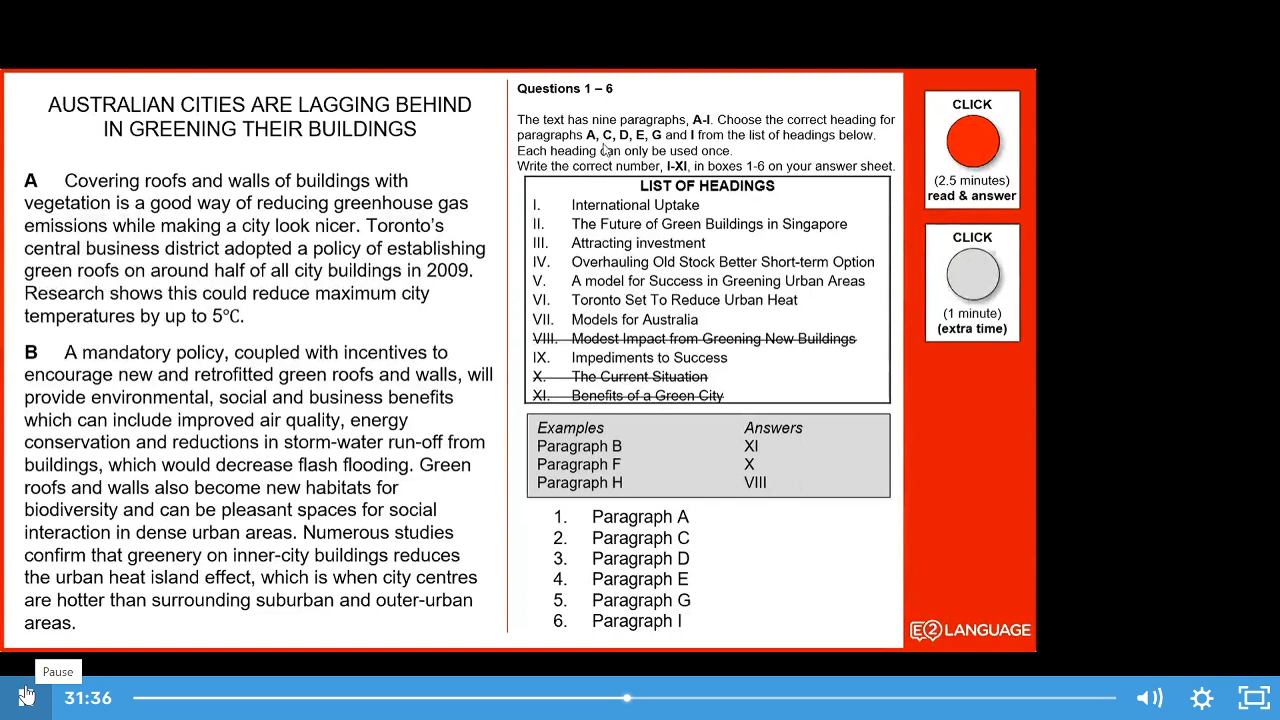 AUSTRALIAN CITIES ARE LAGGING BEHIND
IN GREENING THEIR BUILDINGS
A Covering roofs and walls of buildings with
vegetation is a good way of reducing greenhouse gas
emissions while making a city look nicer. Toronto's
central business district adopted a policy of establishing
green roofs on around half of all city buildings in 2009.
Research shows this could reduce maximum city
temperatures by up to 5℃.
B A mandatory policy, coupled with incentives to
encourage new and retrofitted green roofs and walls, will
provide environmental, social and business benefits
which can include improved air quality, energy
conservation and reductions in storm-water run-off from
buildings, which would decrease flash flooding. Green
roofs and walls also become new habitats for
biodiversity and can be pleasant spaces for social
interaction in dense urban areas. Numerous studies
confirm that greenery on inner-city buildings reduces
the urban heat island effect, which is when city centres
are hotter than surrounding suburban and outer-urban
areas.
Questions 1 – 6
The text has nine paragraphs, A-I. Choose the correct heading for
paragraphs A, C, D, E, G and I from the list of headings below.
Each heading can only be used once.
Write the correct number, I-XI, in boxes 1-6 on your answer sheet.
LIST OF HEADINGS
I. International Uptake
II. The Future of Green Buildings in Singapore
III. Attracting investment
IV. Overhauling Old Stock Better Short-term Option
V. A model for Success in Greening Urban Areas
VI. Toronto Set To Reduce Urban Heat
VII. Models for Australia
VIII. Modest Impact from Greening New Buildings
IX. Impediments to Success
X. The Current Situation
XI. Benefits of a Green City
Examples Answers
Paragraph B XI
Paragraph F X
Paragraph H VIII
1. Paragraph A
2. Paragraph C
3. Paragraph D
4. Paragraph E
5. Paragraph G
6. Paragraph I
CLICK
(2.5 minutes)
read & answer
CLICK
(1 minute)
(extra time)
E2 LANGUAGE
Pause
31:36